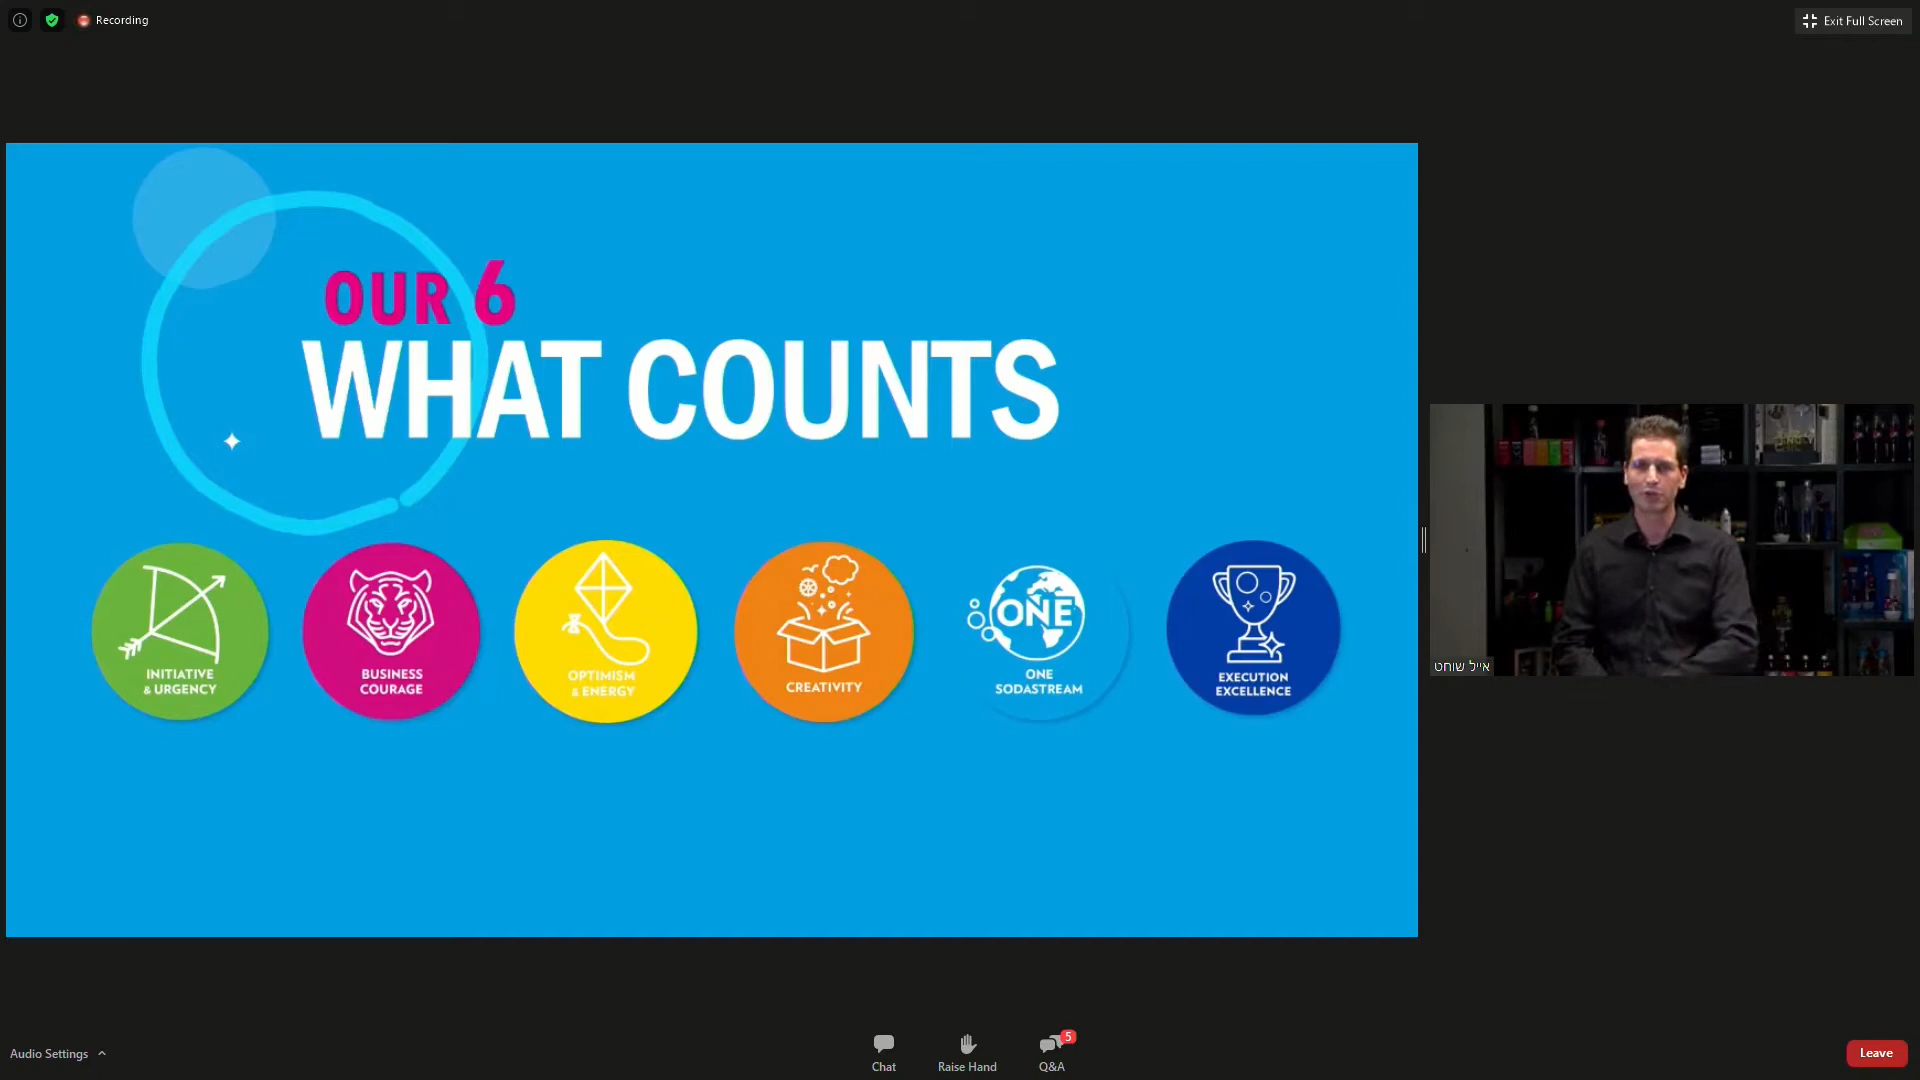 Recording
Exit Full Screen
OUR 6
WHAT COUNTS
INITIATIVE
& URGENCY
BUSINESS
COURAGE
OPTIMISM
& ENERGY
CREATIVITY
ONE
ONE
SODASTREAM
EXECUTION
EXCELLENCE
אייל שוחט
Audio Settings
Chat
Raise Hand
5
Q&A
Leave